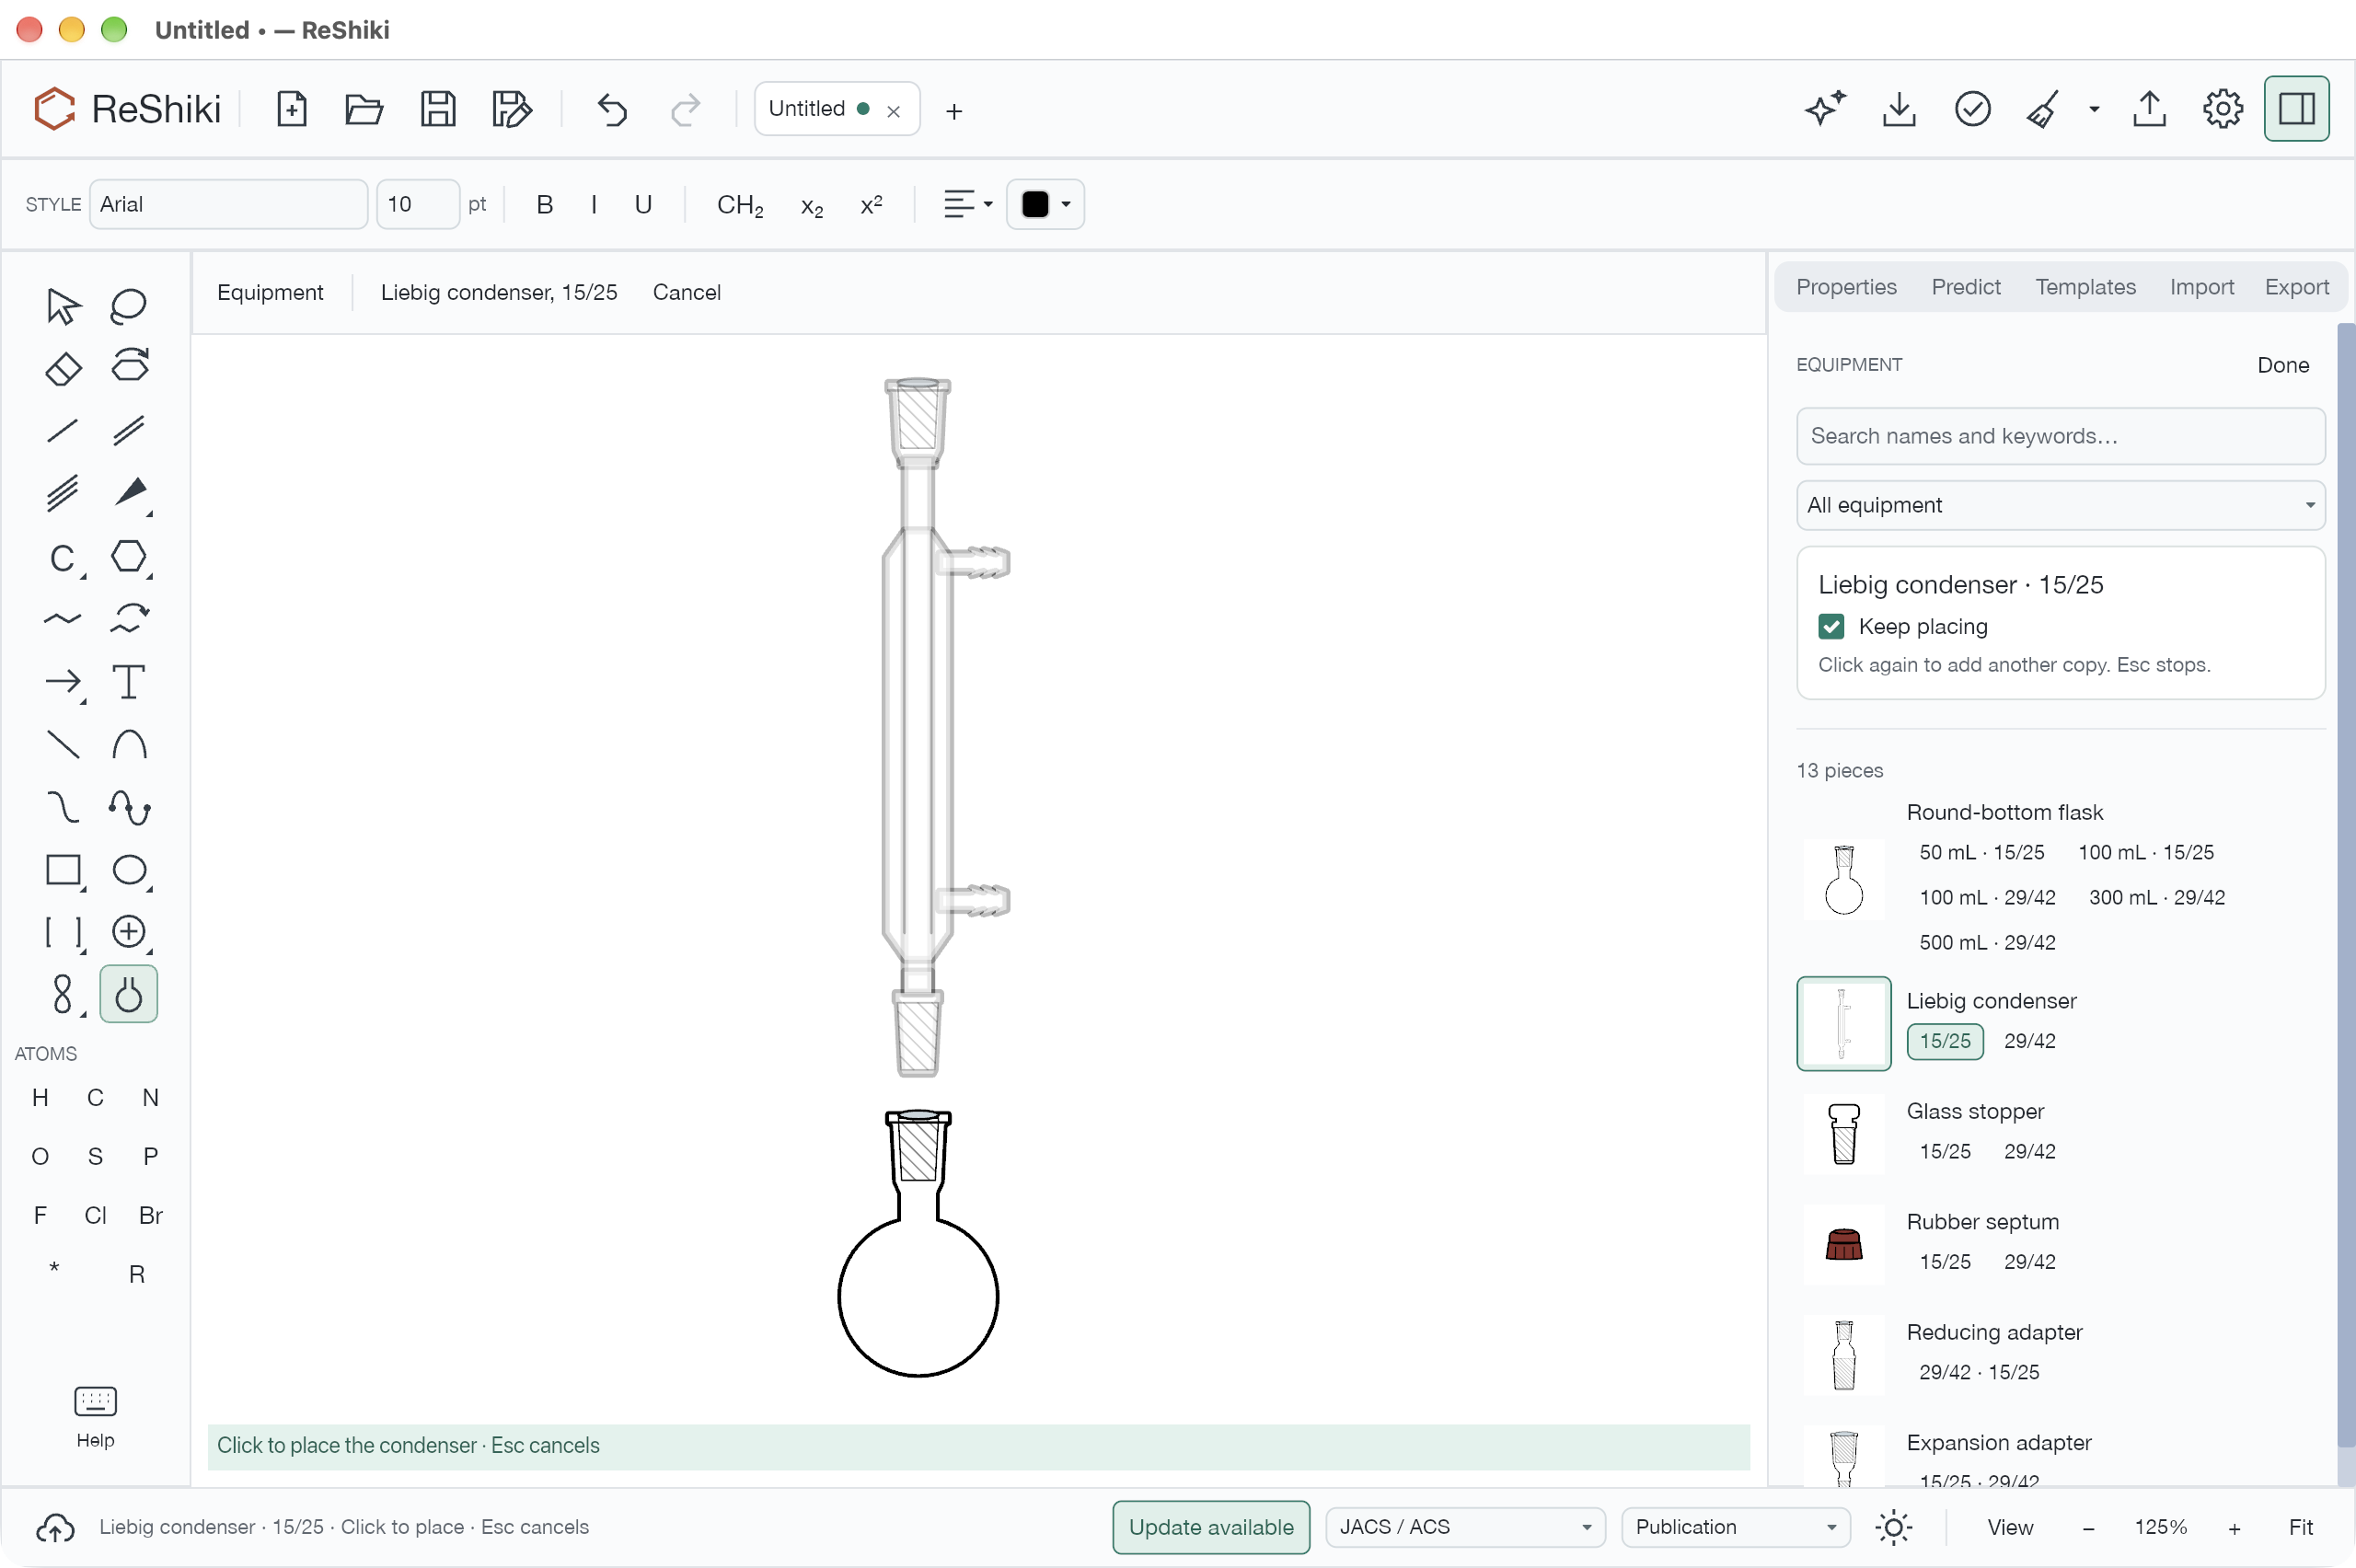 Untitled • — ReShiki
ReShiki
Untitled
STYLE Arial 10 pt B I U CH₂ x₂ x²
Equipment Liebig condenser, 15/25 Cancel
Properties Predict Templates Import Export
EQUIPMENT Done
Search names and keywords...
All equipment
Liebig condenser · 15/25
Keep placing
Click again to add another copy. Esc stops.
13 pieces
Round-bottom flask
50 mL · 15/25 100 mL · 15/25
100 mL · 29/42 300 mL · 29/42
500 mL · 29/42
Liebig condenser
15/25 29/42
Glass stopper
15/25 29/42
Rubber septum
15/25 29/42
Reducing adapter
29/42 · 15/25
Expansion adapter
15/25 · 29/42
C
T
ATOMS
H C N
O S P
F Cl Br
* R
Help
Click to place the condenser · Esc cancels
Liebig condenser · 15/25 · Click to place · Esc cancels
Update available
JACS / ACS
Publication
View − 125% + Fit